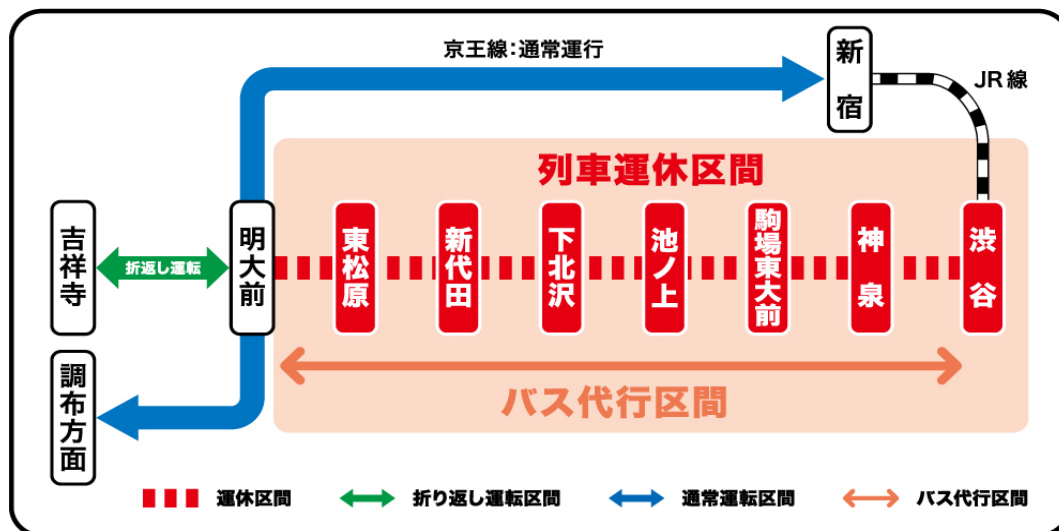 京王線：通常運行
新宿
JR線
列車運休区間
吉祥寺
折返し運転
明大前
東松原
新代田
下北沢
池ノ上
駒場東大前
神泉
渋谷
バス代行区間
調布方面
運休区間
折り返し運転区間
通常運転区間
バス代行区間